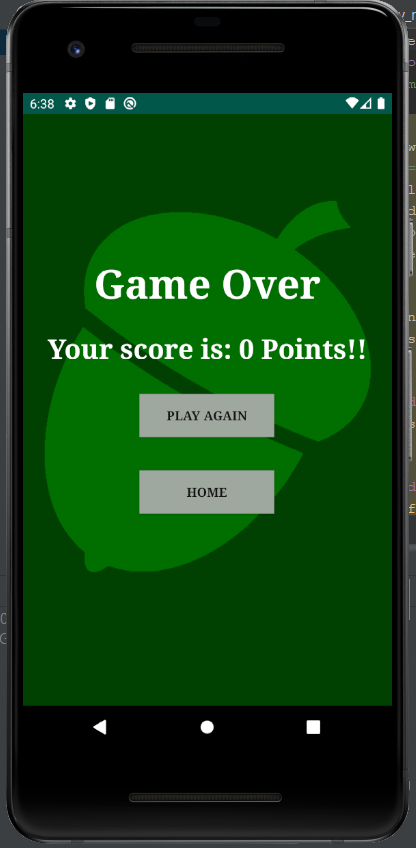 6:38
Game Over
Your score is: 0 Points!!
PLAY AGAIN
HOME